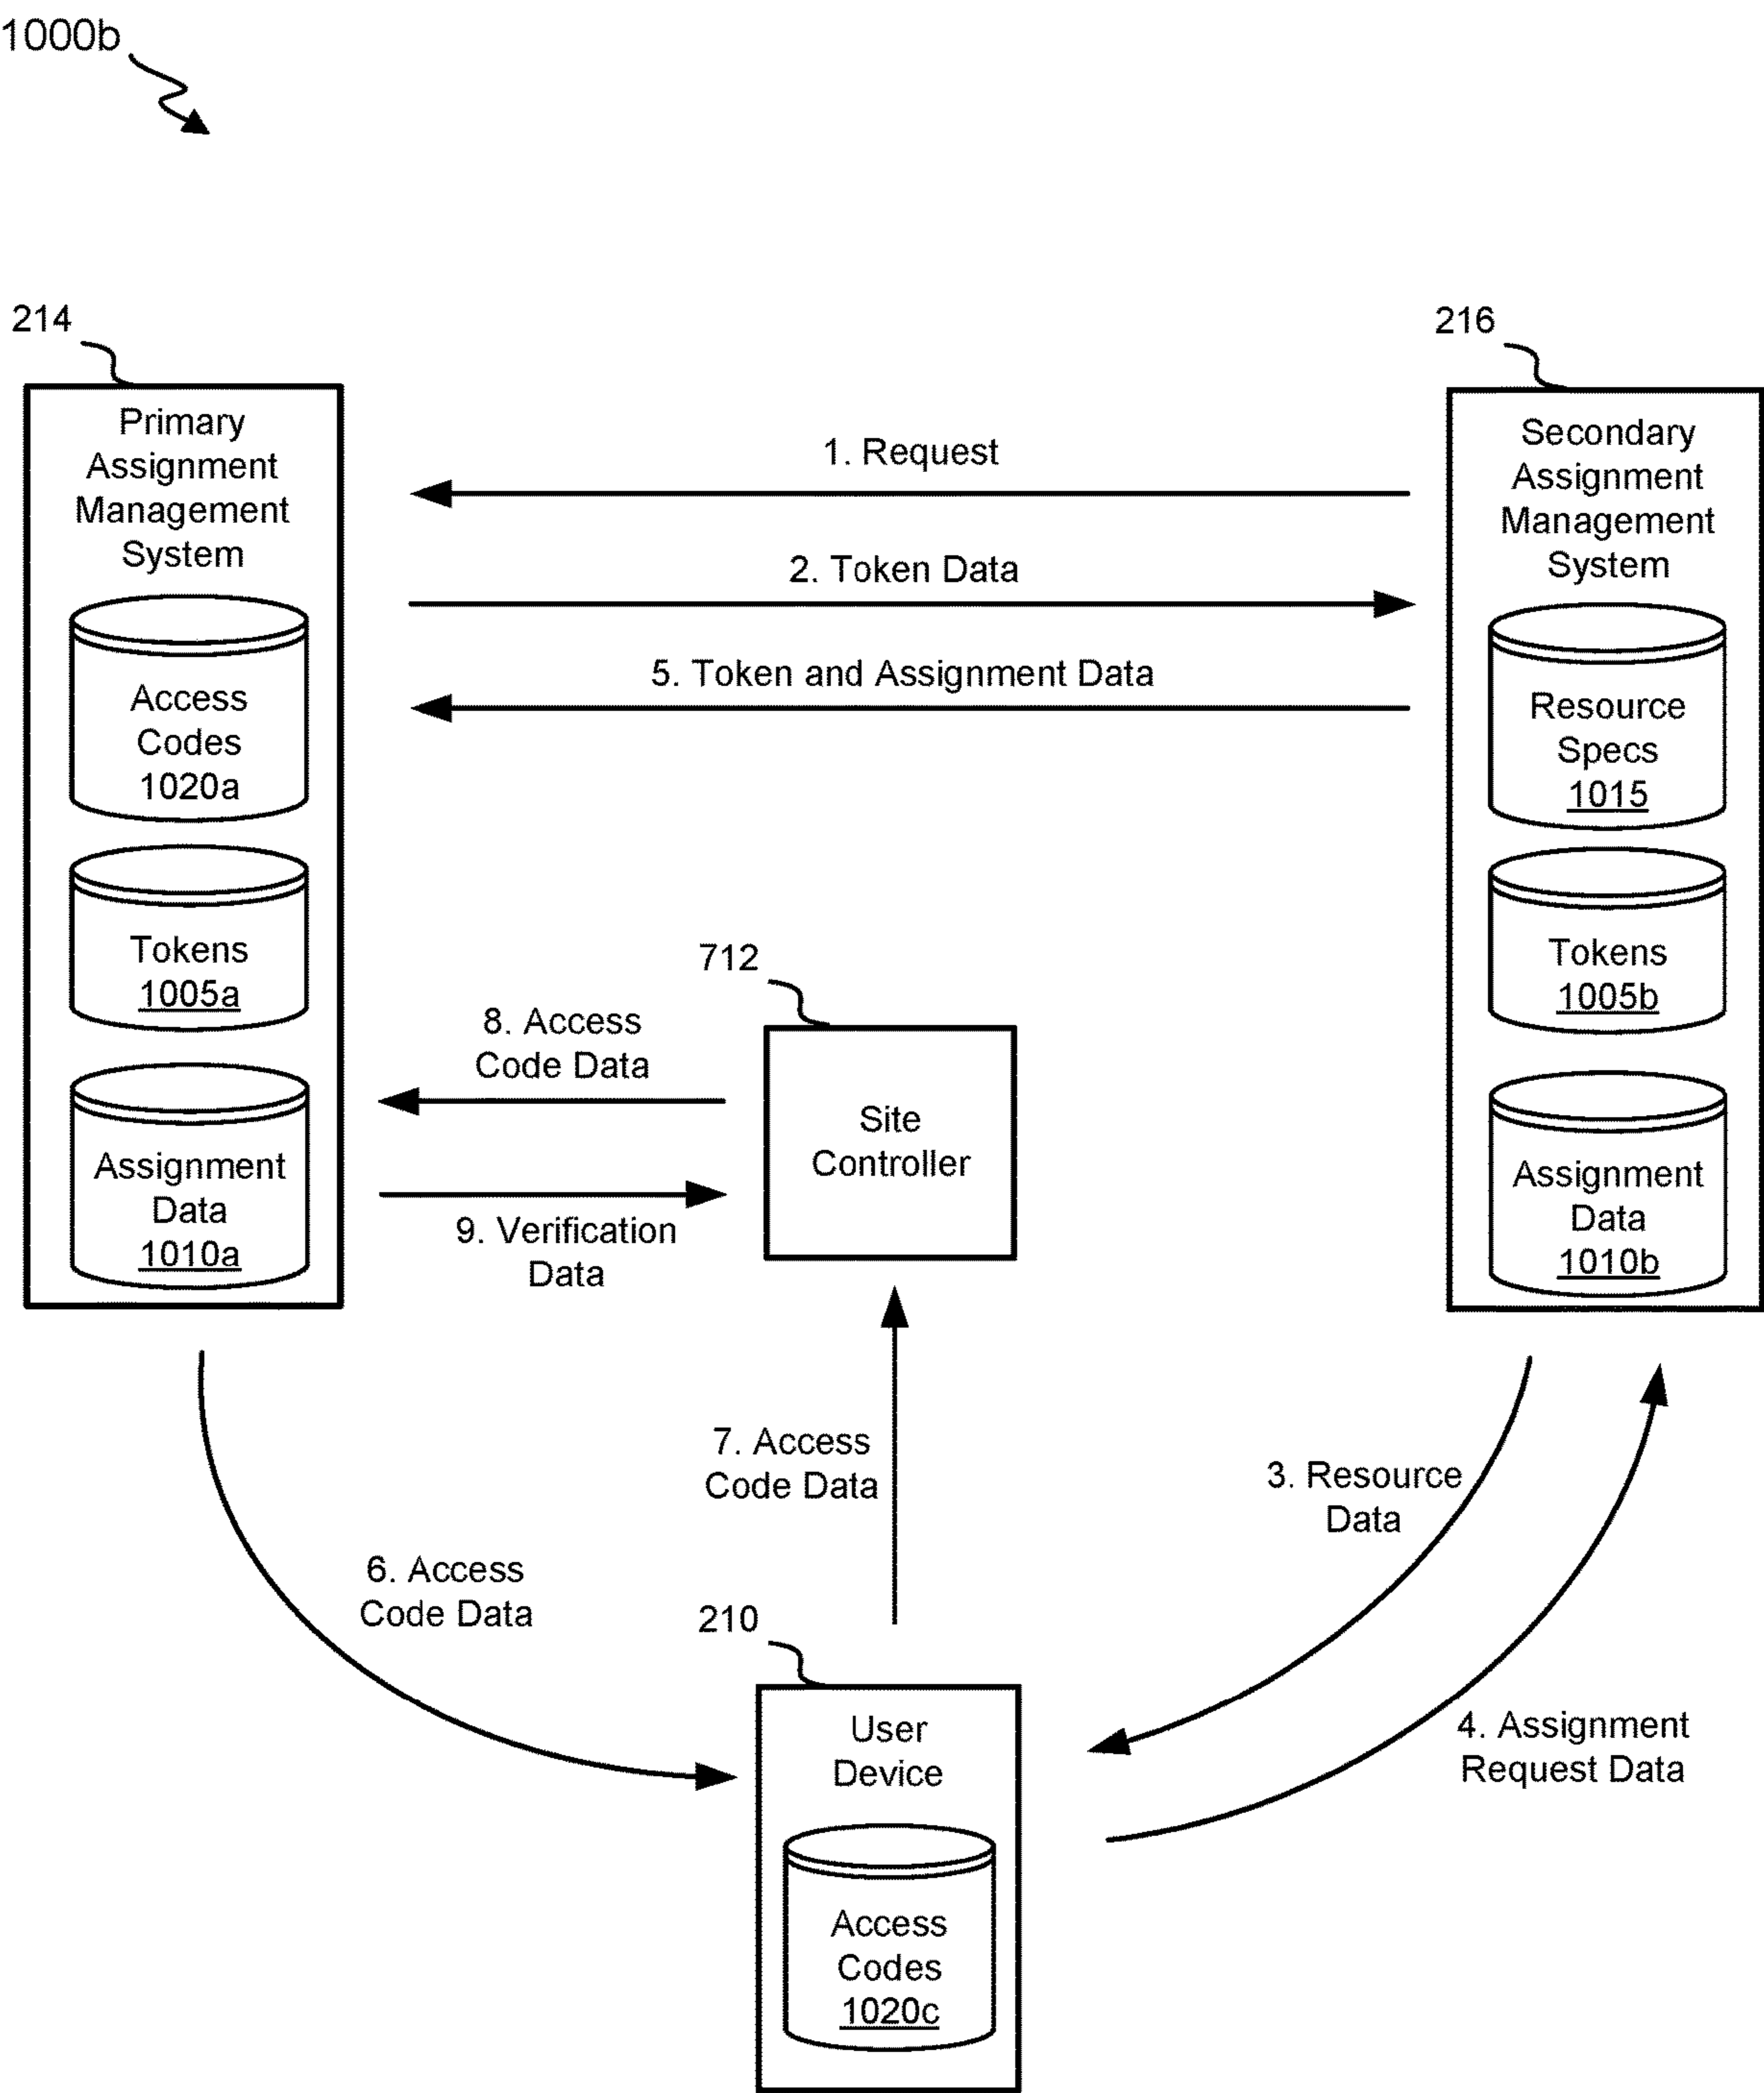 1000b
214
216
Primary
Assignment
Management
System
Access
Codes
1020a
Tokens
1005a
Assignment
Data
1010a
1. Request
2. Token Data
5. Token and Assignment Data
Secondary
Assignment
Management
System
Resource
Specs
1015
Tokens
1005b
Assignment
Data
1010b
712
8. Access
Code Data
9. Verification
Data
Site
Controller
7. Access
Code Data
3. Resource
Data
6. Access
Code Data
4. Assignment
Request Data
210
User
Device
Access
Codes
1020c